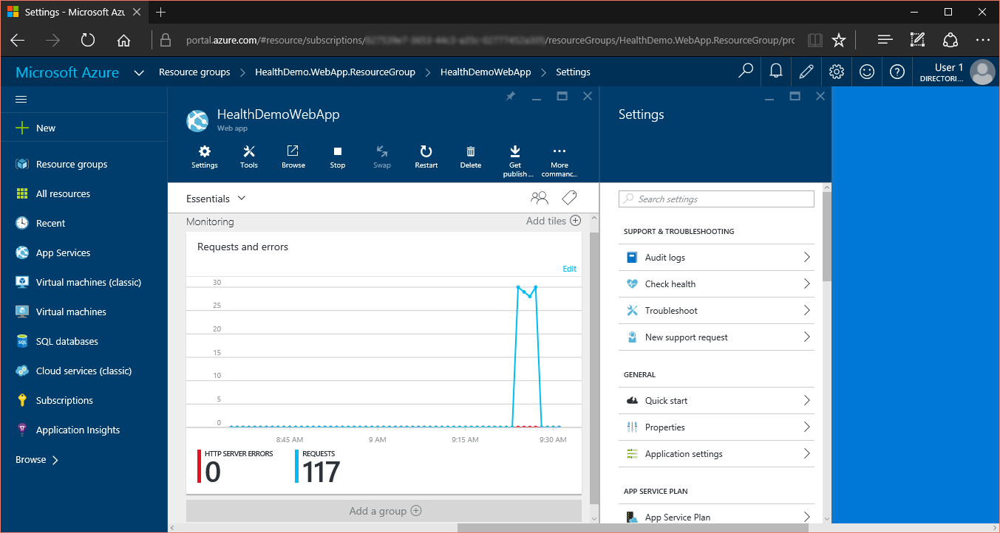 Settings - Microsoft Az
portal.azure.com/#resource/subscriptions/ /resourceGroups/HealthDemo.WebApp.ResourceGroup/prc
Microsoft Azure
Resource groups > HealthDemo.WebApp.ResourceGroup > HealthDemoWebApp > Settings
User 1
DIRECTORI...
New
Resource groups
All resources
Recent
App Services
Virtual machines (classic)
Virtual machines
SQL databases
SQL
Cloud services (classic)
Subscriptions
Application Insights
Browse >
HealthDemoWebApp
Web app
Settings
Tools
Browse
Stop
Swap
Restart
Delete
Get
publish ...
More
commanc...
Essentials
Monitoring
Add tiles
Requests and errors
Edit
30
25
20
15
10
5
0
8:45 AM
9 AM
9:15 AM
9:30 AM
HTTP SERVER ERRORS
0
REQUESTS
117
Add a group
Settings
Search settings
SUPPORT & TROUBLESHOOTING
Audit logs
Check health
Troubleshoot
New support request
GENERAL
Quick start
Properties
Application settings
APP SERVICE PLAN
App Service Plan